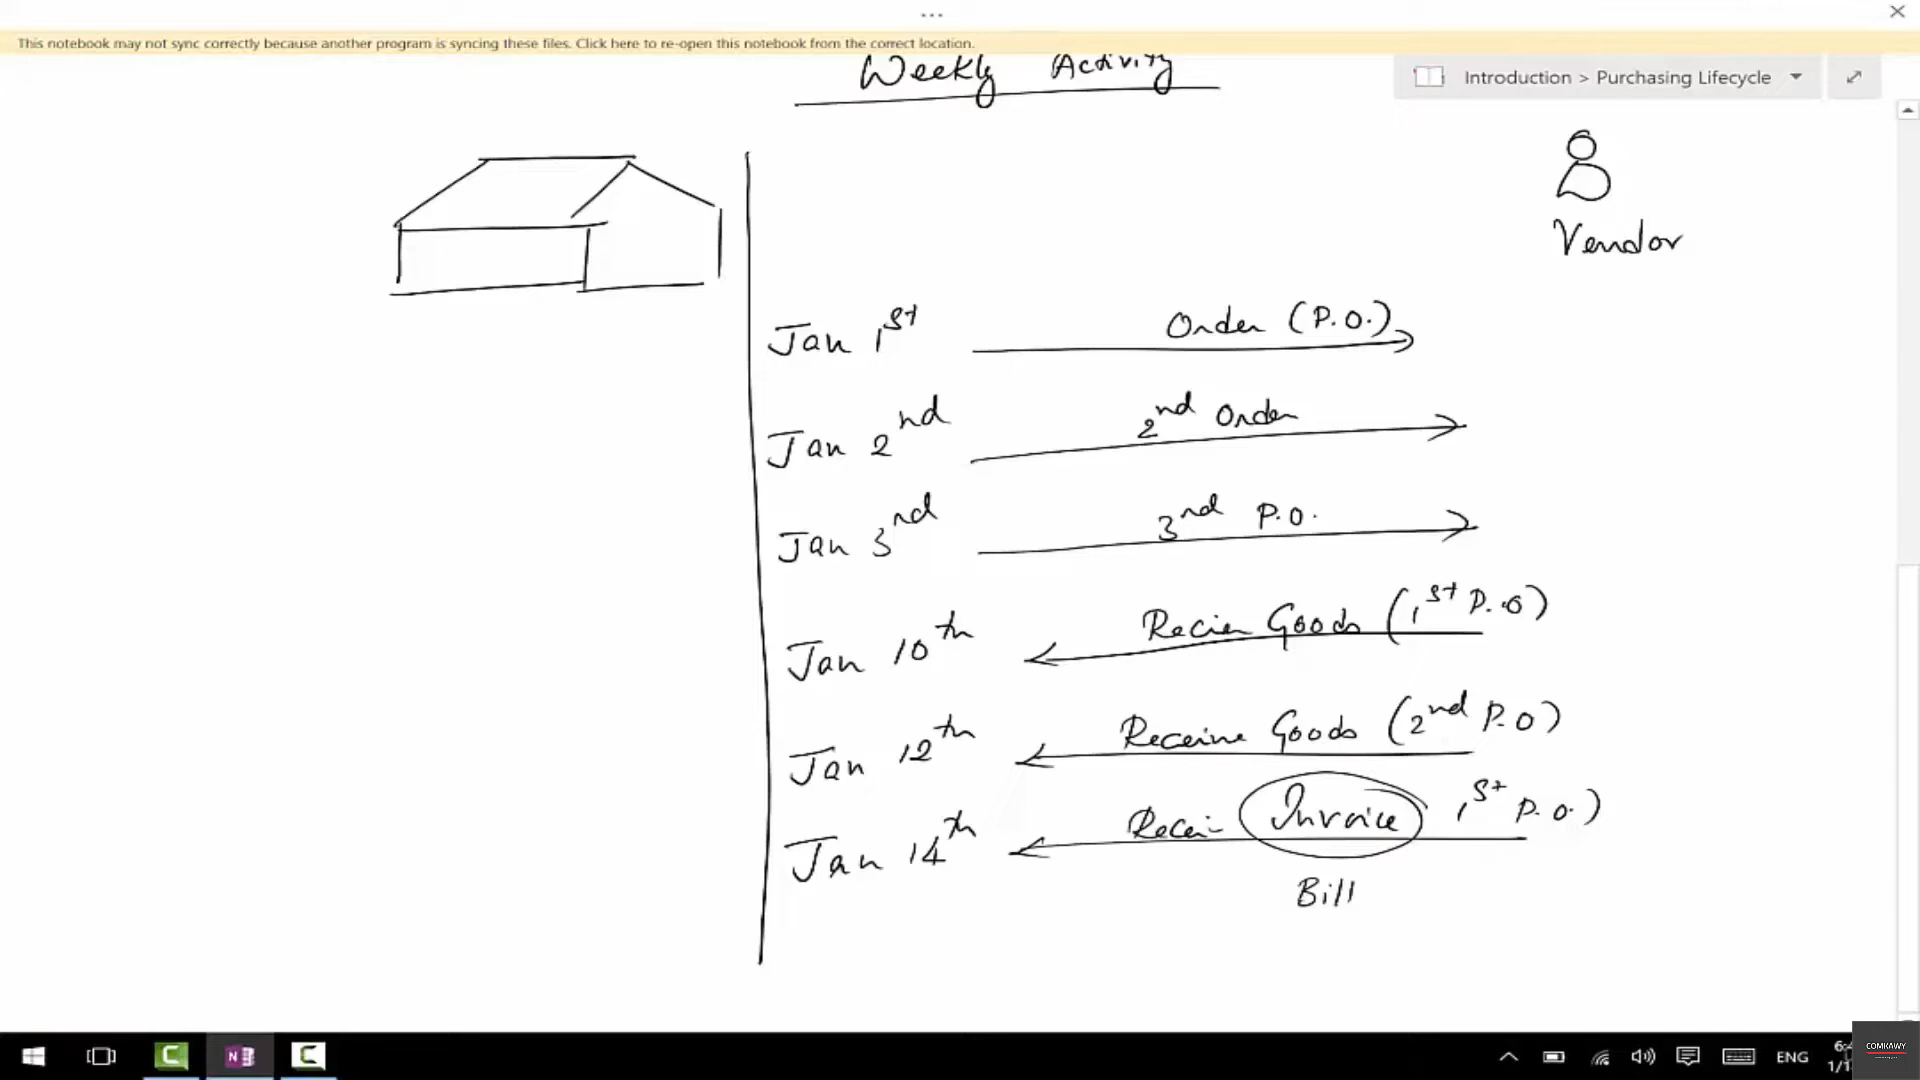 This notebook may not sync correctly because another program is syncing these files. Click here to re-open this notebook from the correct location.
Weekly Activity
Introduction > Purchasing Lifecycle
Vendor
Jan 1st Order (P.O.)
Jan 2nd 2nd Order
Jan 3rd 3rd P.O.
Jan 10th Goods (1st P.O)
Jan 12th Receive Goods (2nd P.O)
Jan 14th Invoice 1st P.O.)
Bill
ENG
COMKAWY